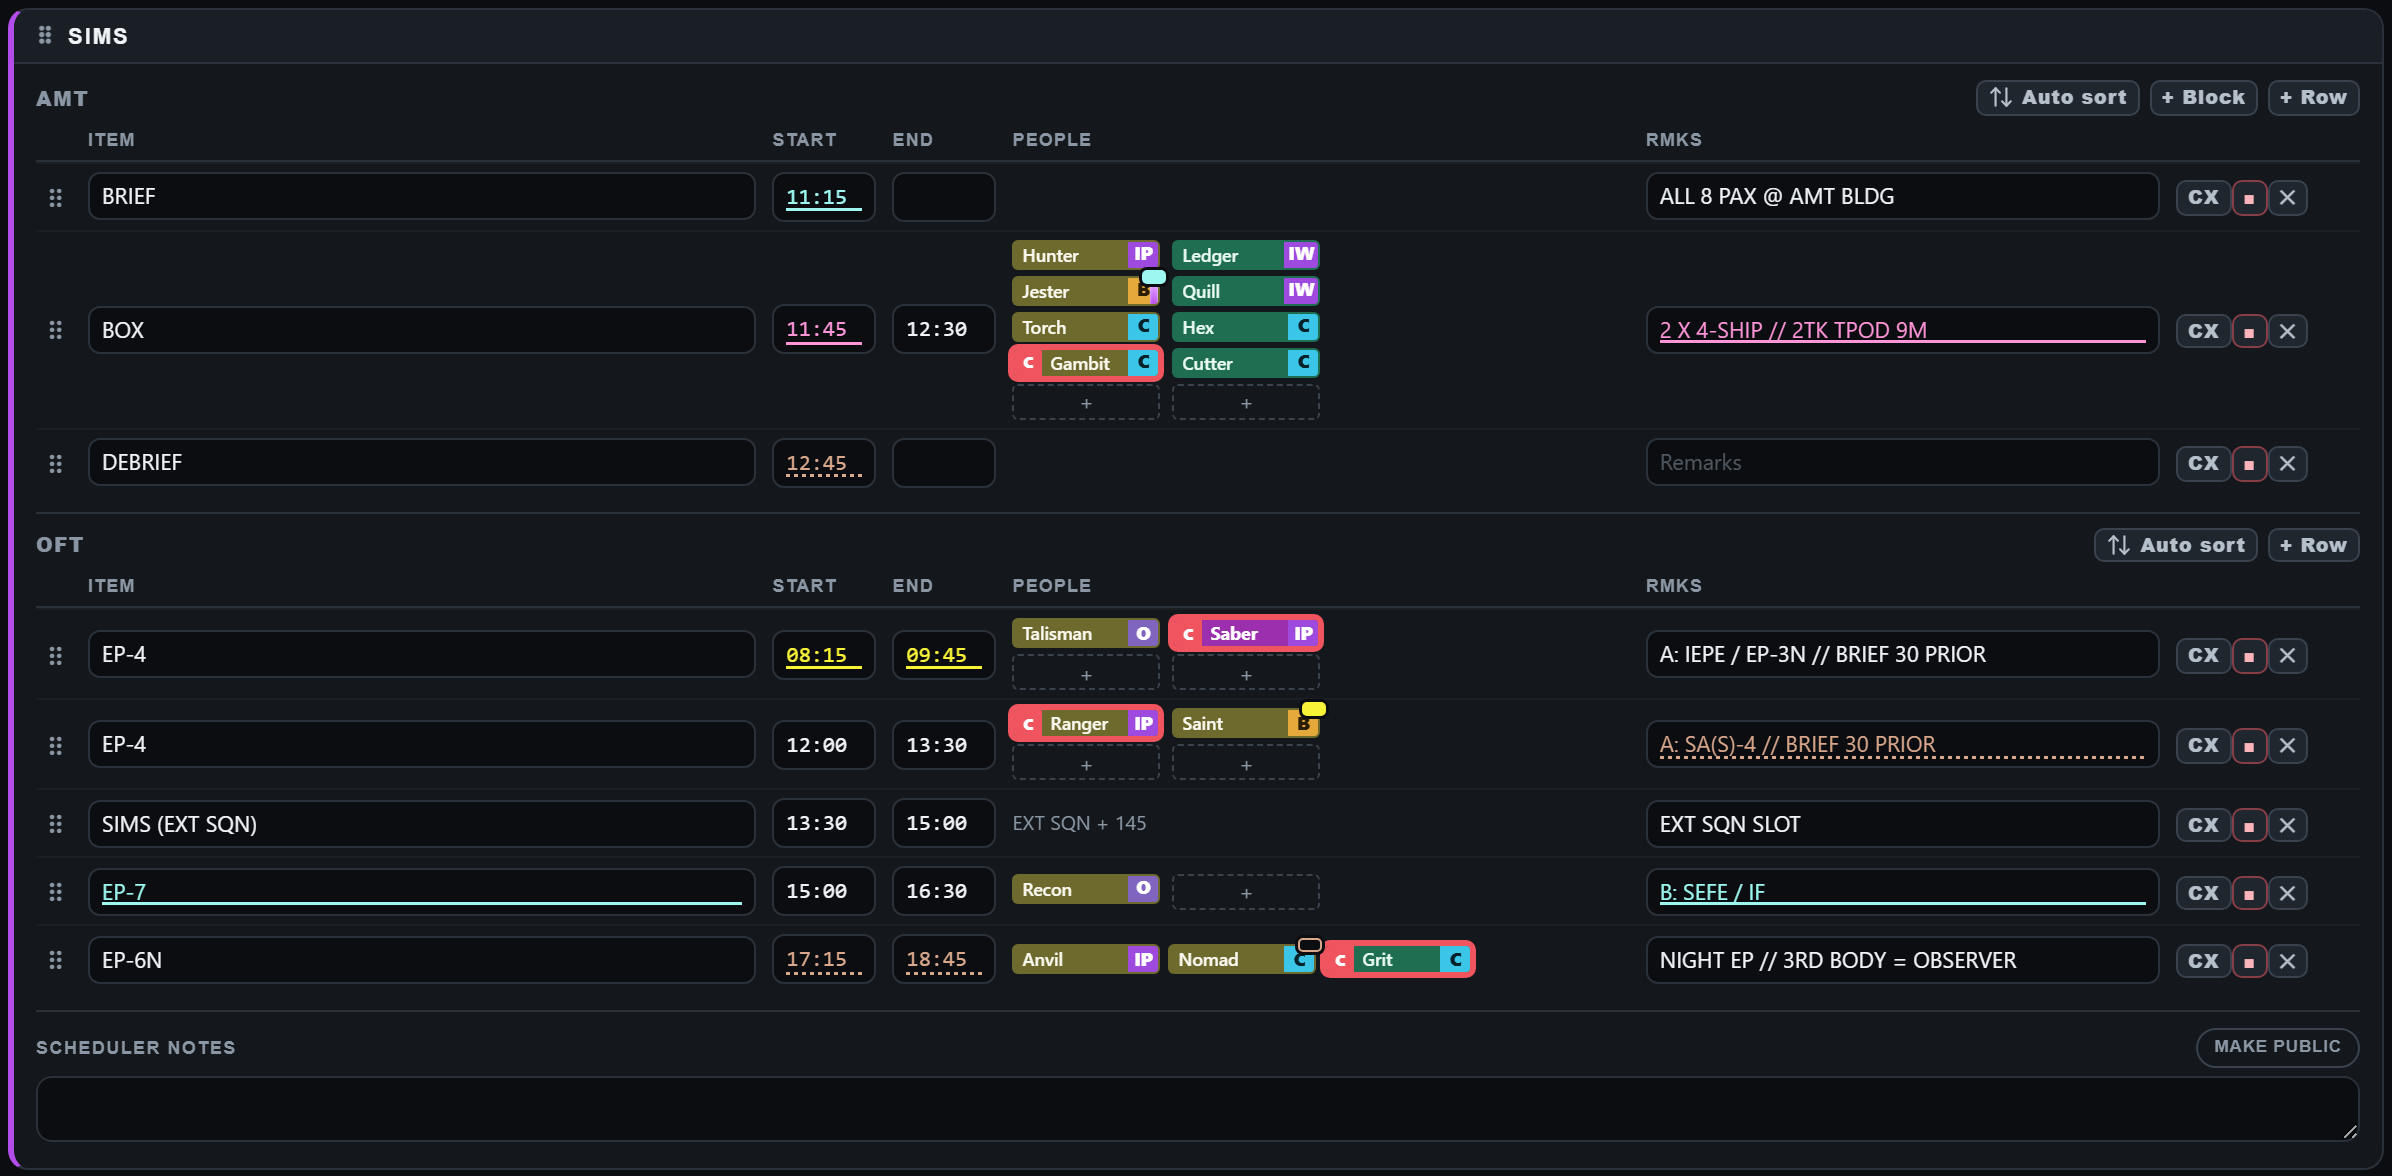 SIMS
AMT
Auto sort
+ Block
+ Row
ITEM START END PEOPLE RMKS
BRIEF 11:15 ALL 8 PAX @ AMT BLDG CX
Hunter IP Ledger IW
Jester B Quill IW
BOX 11:45 12:30 Torch C Hex C 2 X 4-SHIP // 2TK TPOD 9M CX
c Gambit C Cutter C
+ +
DEBRIEF 12:45 Remarks CX
OFT
Auto sort
+ Row
ITEM START END PEOPLE RMKS
EP-4 08:15 09:45 Talisman O c Saber IP A: IEPE / EP-3N // BRIEF 30 PRIOR CX
+ +
EP-4 12:00 13:30 c Ranger IP Saint B A: SA(S)-4 // BRIEF 30 PRIOR CX
+ +
SIMS (EXT SQN) 13:30 15:00 EXT SQN + 145 EXT SQN SLOT CX
EP-7 15:00 16:30 Recon O + B: SEFE / IF CX
EP-6N 17:15 18:45 Anvil IP Nomad C c Grit C NIGHT EP // 3RD BODY = OBSERVER CX
SCHEDULER NOTES
MAKE PUBLIC